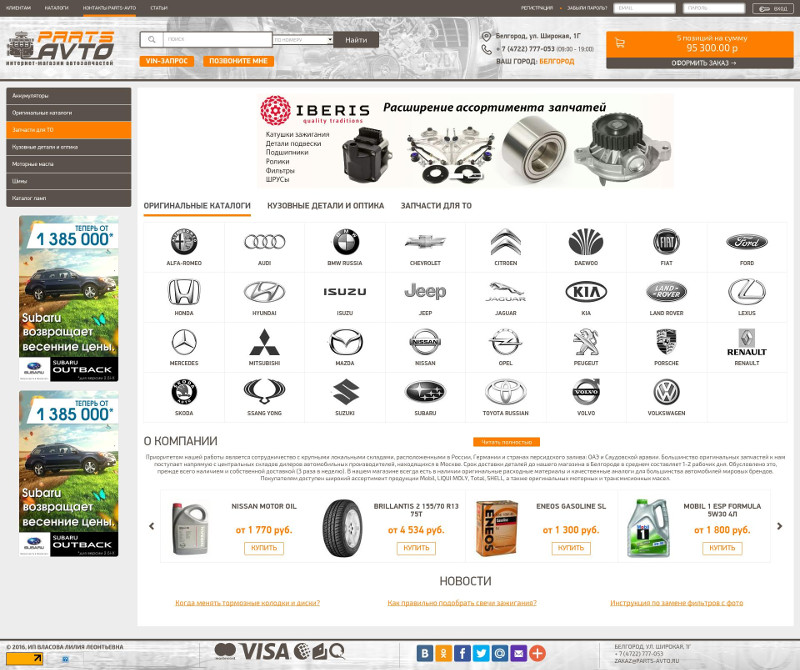 КЛИЕНТАМ КАТАЛОГИ КОНТАКТЫ PARTS-AVTO СТАТЬИ РЕГИСТРАЦИЯ ЗАБЫЛИ ПАРОЛЬ? EMAIL ПАРОЛЬ ВХОД
PARTS AVTO
интернет-магазин автозапчастей
ПОИСК ПО НОМЕРУ Найти
VIN-ЗАПРОС ПОЗВОНИТЕ МНЕ
Белгород, ул. Широкая, 1Г
+ 7 (4722) 777-053 (09:00 - 19:00)
ВАШ ГОРОД: БЕЛГОРОД
5 позиций на сумму
95 300.00 р
ОФОРМИТЬ ЗАКАЗ →
Аккумуляторы
Оригинальные каталоги
Запчасти для ТО
Кузовные детали и оптика
Моторные масла
Шины
Каталог ламп
IBERIS
quality traditions
Расширение ассортимента запчастей
Катушки зажигания
Детали подвески
Подшипники
Ролики
Фильтры
ШРУСы
ТЕПЕРЬ ОТ
1 385 000*
Subaru
возвращает
весенние цены.
SUBARU
SUBARU
OUTBACK
ТЕПЕРЬ ОТ
1 385 000*
Subaru
возвращает
весенние цены.
SUBARU
SUBARU
OUTBACK
ОРИГИНАЛЬНЫЕ КАТАЛОГИ КУЗОВНЫЕ ДЕТАЛИ И ОПТИКА ЗАПЧАСТИ ДЛЯ ТО
FIAT Ford
ALFA-ROMEO AUDI BMW RUSSIA CHEVROLET CITROEN DAEWOO FIAT FORD
ISUZU Jeep JAGUAR KIA LAND ROVER
HONDA HYUNDAI ISUZU JEEP JAGUAR KIA LAND ROVER LEXUS
NISSAN RENAULT
MERCEDES MITSUBISHI MAZDA NISSAN OPEL PEUGEOT PORSCHE RENAULT
VOLVO
SKODA SSANG YONG SUZUKI SUBARU TOYOTA RUSSIAN VOLVO VOLKSWAGEN
О КОМПАНИИ Читать полностью
Приоритетом нашей работы является сотрудничество с крупными локальными складами, расположенными в России, Германии и странах персидского залива: ОАЭ и Саудовской аравии. Большинство оригинальных запчастей к нам
поступает напрямую с центральных складов дилеров автомобильных производителей, находящихся в Москве. Срок доставки деталей до нашего магазина в Белгороде в среднем составляет 1-2 рабочих дня. Обусловлено это,
прежде всего наличием и собственной доставкой (3 раза в неделю). В нашем магазине всегда есть в наличии оригинальные расходные материалы и качественные аналоги для большинства автомобилей мировых брендов.
Покупателям доступен широкий ассортимент продукции Mobil, LIQUI MOLY, Total, SHELL, а также оригинальных моторных и трансмиссионных масел.
NISSAN MOTOR OIL
от 1 770 руб.
КУПИТЬ
BRILLANTIS 2 155/70 R13
75T
от 4 534 руб.
КУПИТЬ
ENEOS
ENEOS GASOLINE SL
от 1 300 руб.
КУПИТЬ
Mobil
MOBIL 1 ESP FORMULA
5W30 4Л
от 1 800 руб.
КУПИТЬ
НОВОСТИ
Когда менять тормозные колодки и диски? Как правильно подобрать свечи зажигания? Инструкция по замене фильтров с фото
© 2016, ИП ВЛАСОВА ЛИЛИЯ ЛЕОНТЬЕВНА
VISA
БЕЛГОРОД, УЛ. ШИРОКАЯ, 1Г
+ 7 (4722) 777-053
ZAKAZ@PARTS-AVTO.RU